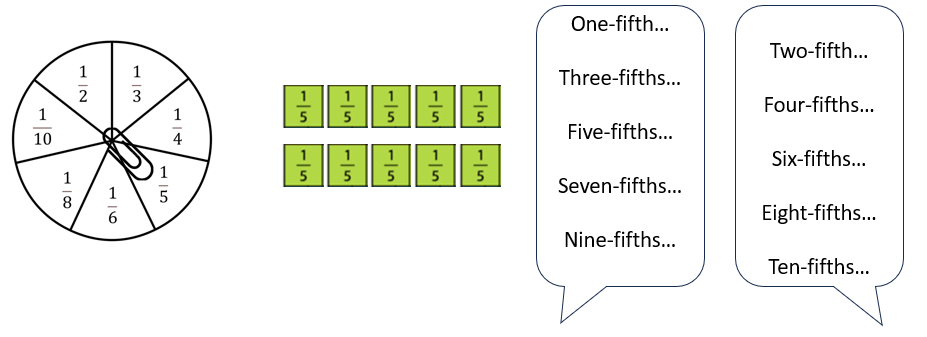 1/2
1/3
1/4
1/5
1/6
1/8
1/10
1/5 1/5 1/5 1/5 1/5
1/5 1/5 1/5 1/5 1/5
One-fifth...
Three-fifths...
Five-fifths...
Seven-fifths...
Nine-fifths...
Two-fifth...
Four-fifths...
Six-fifths...
Eight-fifths...
Ten-fifths...